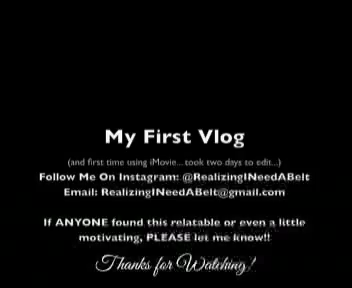 My First Vlog
(and first time using iMovie... took two days to edit...)
Follow Me On Instagram: @RealizingINeedABelt
Email: RealizingINeedABelt@gmail.com
If ANYONE found this relatable or even a little
motivating, PLEASE let me know!!
Thanks for Watching!